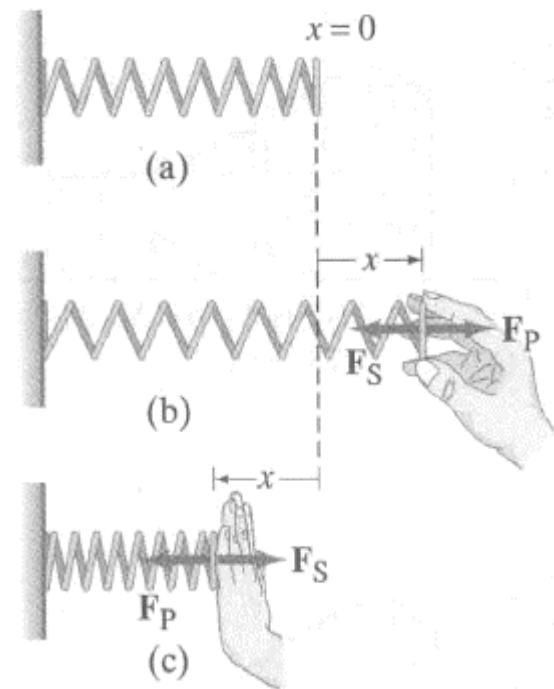 x = 0
(a)
x
F_S F_P
(b)
x
F_P F_S
(c)